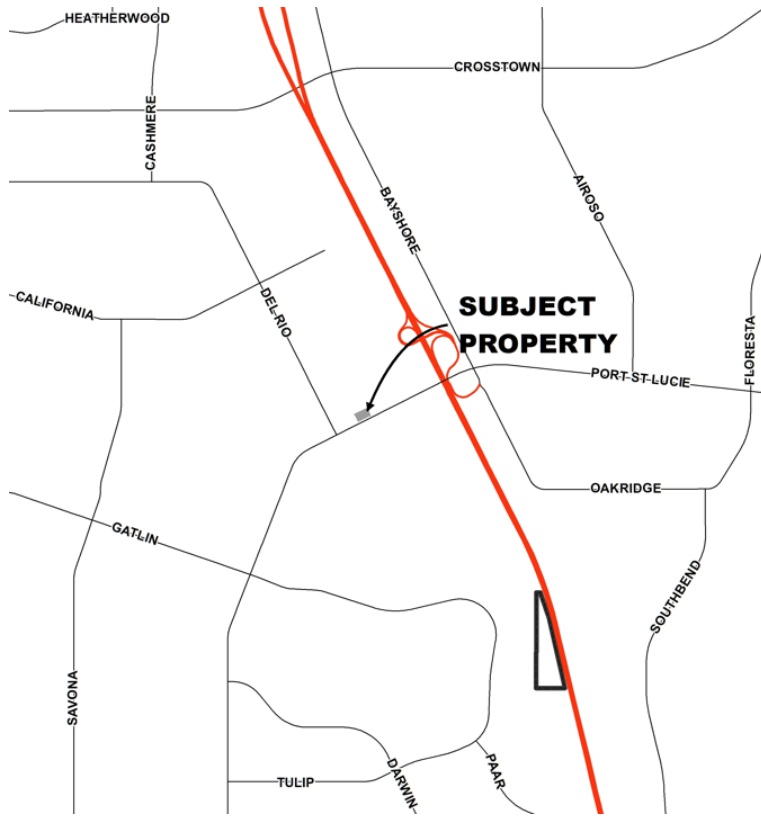 HEATHERWOOD
CROSSTOWN
CASHMERE
BAYSHORE
AIROSO
CALIFORNIA
DEL RIO
SUBJECT
PROPERTY
FLORESTA
PORT ST LUCIE
OAKRIDGE
GATLIN
SOUTHBEND
SAVONA
TULIP
DARWIN
PAAR